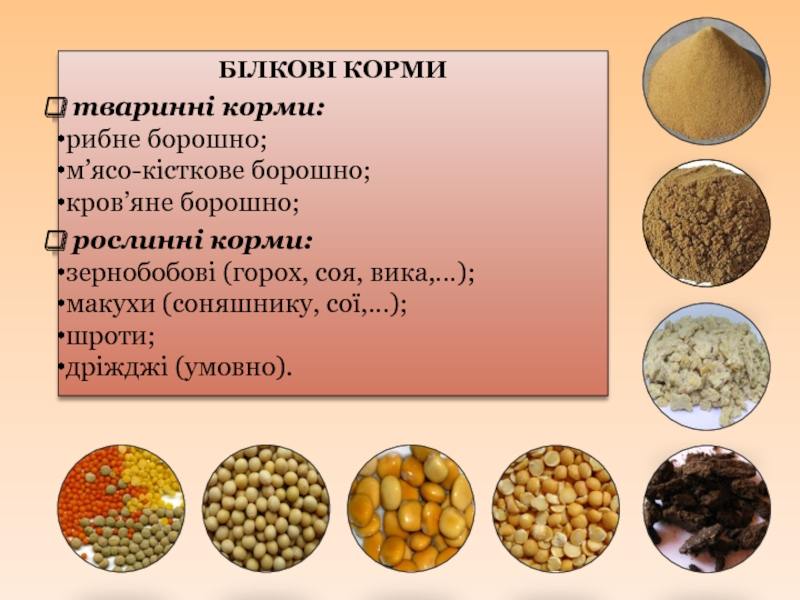 БІЛКОВІ КОРМИ
❑ тваринні корми:
•рибне борошно;
•м’ясо-кісткове борошно;
•кров’яне борошно;
❑ рослинні корми:
•зернобобові (горох, соя, вика,...);
•макухи (соняшнику, сої,...);
•шроти;
•дріжджі (умовно).